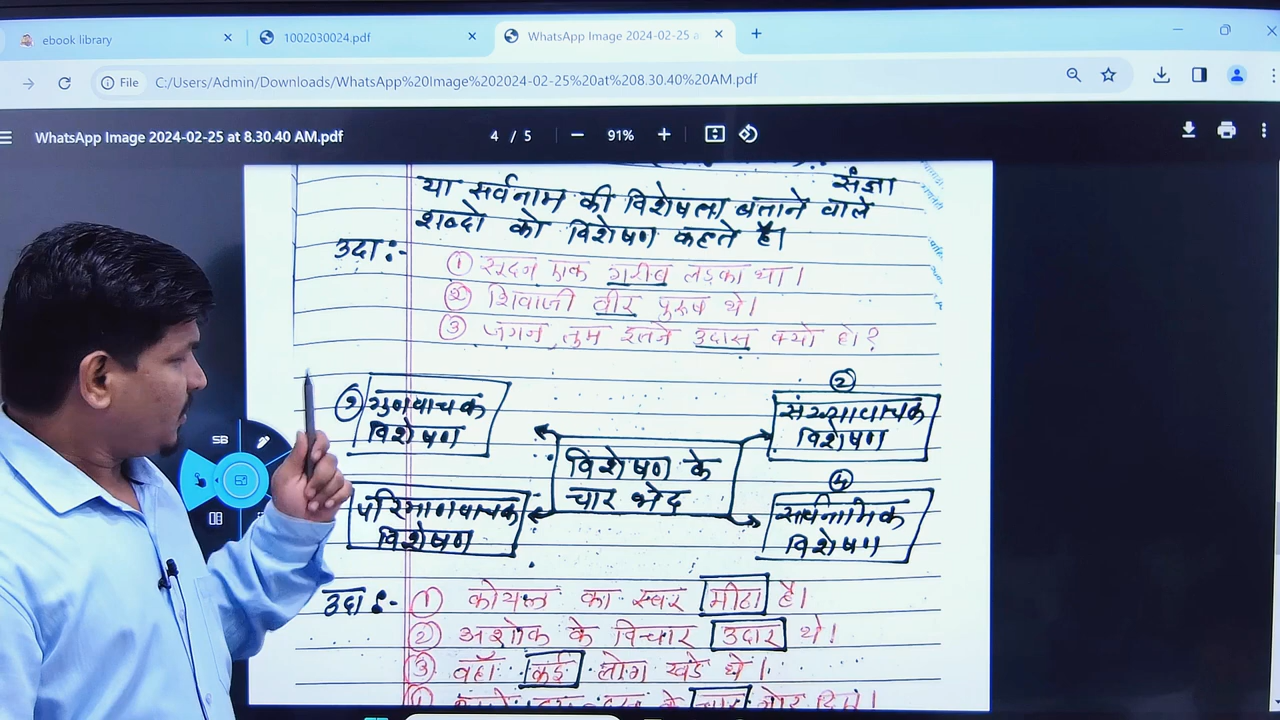 ebook library
1002030024.pdf
WhatsApp Image 2024-02-25 a
File
C:/Users/Admin/Downloads/WhatsApp%20Image%202024-02-25%20at%208.30.40%20AM.pdf
WhatsApp Image 2024-02-25 at 8.30.40 AM.pdf
4 / 5
91%
संज्ञा
या सर्वनाम की विशेषता बताने वाले
शब्दो को विशेषण कहते है।
उदा :-
① सदन एक गरीब लड़का था।
② शिवाजी वीर पुरुष थे।
③ जगन, तुम इतने उदास क्यो हो?
① गुणवाचक
विशेषण
②
संख्यावाचक
विशेषण
विशेषण के
चार भेद
परिमाणवाचक
विशेषण
④
सार्वनामिक
विशेषण
SB
उदा :-
① कोयल का स्वर मीठा है।
② अशोक के विचार उदार थे।
③ वहाँ कई लोग खडे थे।
चार